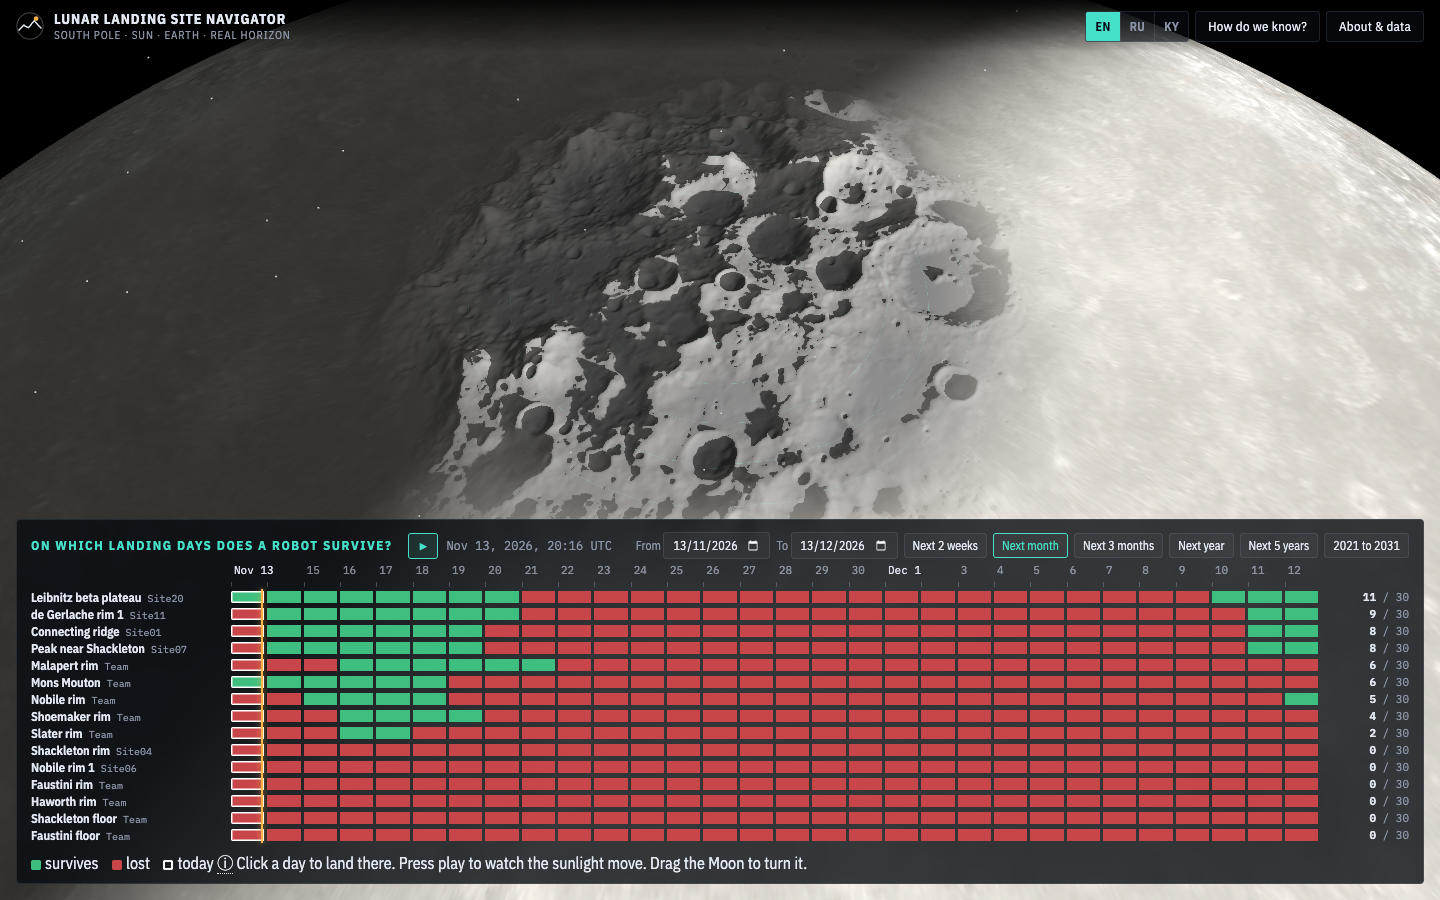 LUNAR LANDING SITE NAVIGATOR
SOUTH POLE · SUN · EARTH · REAL HORIZON
EN RU KY How do we know? About & data
ON WHICH LANDING DAYS DOES A ROBOT SURVIVE? Nov 13, 2026, 20:16 UTC From 13/11/2026 To 13/12/2026 Next 2 weeks Next month Next 3 months Next year Next 5 years 2021 to 2031
Nov 13 15 16 17 18 19 20 21 22 23 24 25 26 27 28 29 30 Dec 1 3 4 5 6 7 8 9 10 11 12
Leibnitz beta plateau Site20 11 / 30
de Gerlache rim 1 Site11 9 / 30
Connecting ridge Site01 8 / 30
Peak near Shackleton Site07 8 / 30
Malapert rim Team 6 / 30
Mons Mouton Team 6 / 30
Nobile rim Team 5 / 30
Shoemaker rim Team 4 / 30
Slater rim Team 2 / 30
Shackleton rim Site04 0 / 30
Nobile rim 1 Site06 0 / 30
Faustini rim Team 0 / 30
Haworth rim Team 0 / 30
Shackleton floor Team 0 / 30
Faustini floor Team 0 / 30
survives lost today ⓘ Click a day to land there. Press play to watch the sunlight move. Drag the Moon to turn it.